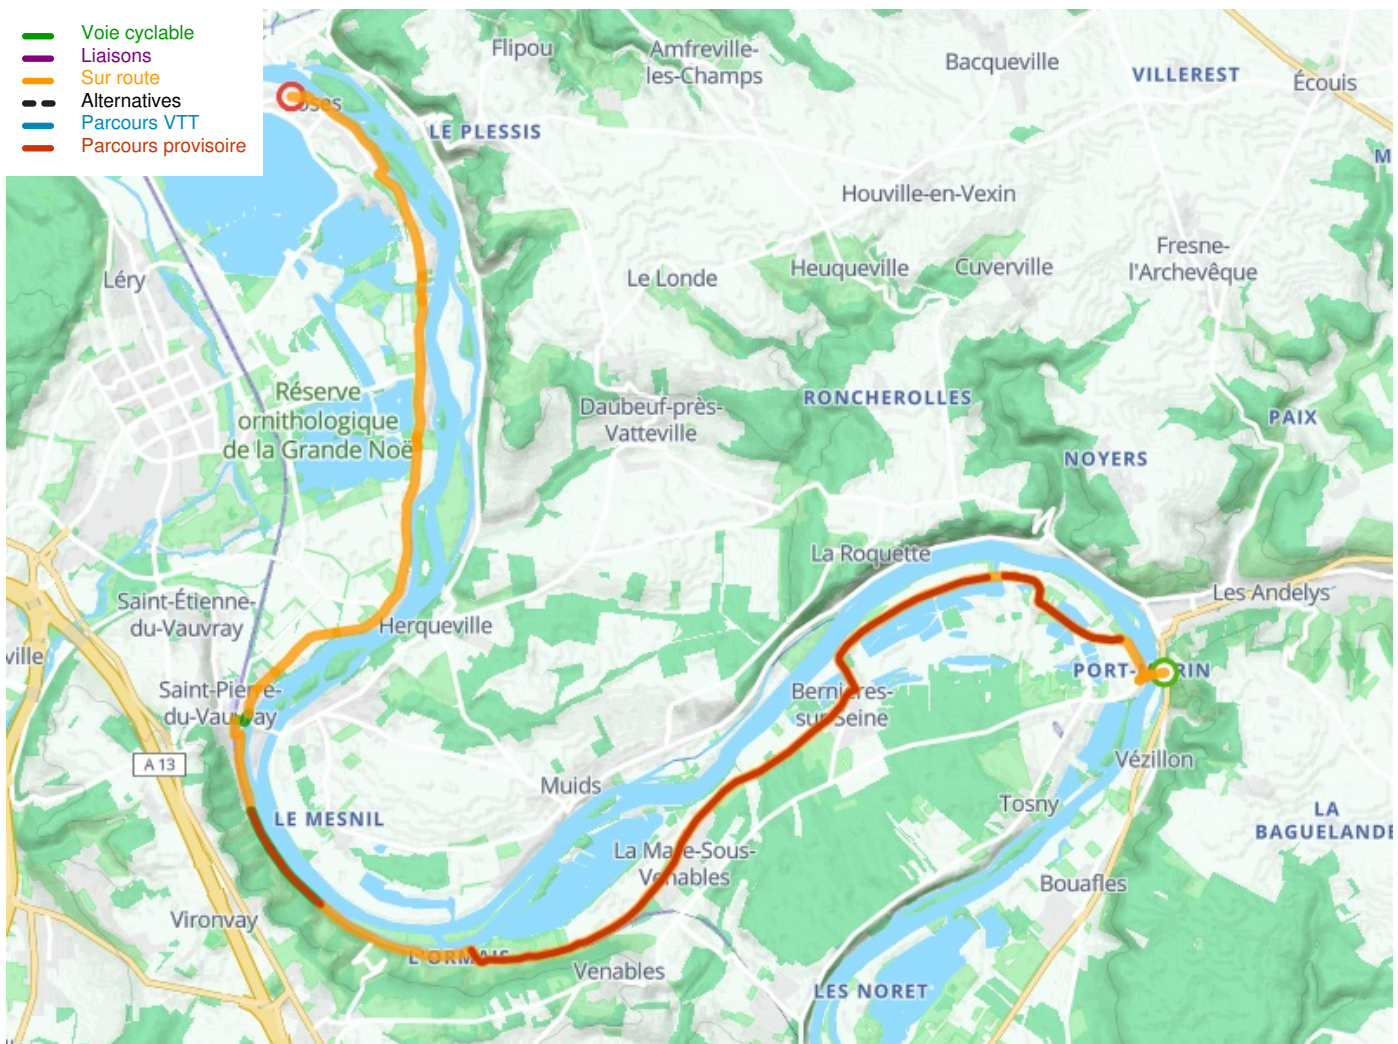 Voie cyclable
Liaisons
Sur route
Alternatives
Parcours VTT
Parcours provisoire
Flipou
Amfreville-
les-Champs
Bacqueville
VILLEREST
Écouis
LE PLESSIS
Houville-en-Vexin
Fresne-
l'Archevêque
Léry
Le Londe
Heuqueville
Cuverville
Réserve
ornithologique
de la Grande Noë
Daubeuf-près-
Vatteville
RONCHEROLLES
PAIX
NOYERS
La Roquette
Les Andelys
Saint-Étienne-
du-Vauvray
Herqueville
ville
Saint-Pierre-
du-Vauvray
Bernières-
sur-Seine
A 13
Vézillon
Muids
Tosny
LE MESNIL
LA
BAGUELANDE
La Mare-Sous-
Venables
Bouafles
Vironvay
L'ORMAIS
Venables
LES NORET